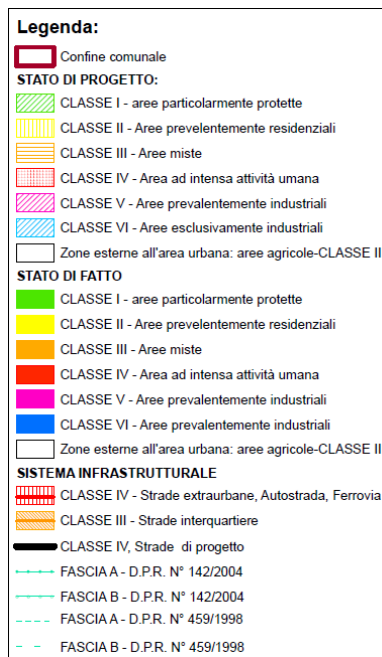 Legenda:
Confine comunale
STATO DI PROGETTO:
CLASSE I - aree particolarmente protette
CLASSE II - Aree prevelentemente residenziali
CLASSE III - Aree miste
CLASSE IV - Area ad intensa attività umana
CLASSE V - Aree prevalentemente industriali
CLASSE VI - Aree esclusivamente industriali
Zone esterne all'area urbana: aree agricole-CLASSE II
STATO DI FATTO
CLASSE I - aree particolarmente protette
CLASSE II - Aree prevelentemente residenziali
CLASSE III - Aree miste
CLASSE IV - Area ad intensa attività umana
CLASSE V - Aree prevalentemente industriali
CLASSE VI - Aree prevalentemente industriali
Zone esterne all'area urbana: aree agricole-CLASSE II
SISTEMA INFRASTRUTTURALE
CLASSE IV - Strade extraurbane, Autostrada, Ferrovia
CLASSE III - Strade interquartiere
CLASSE IV, Strade di progetto
FASCIA A - D.P.R. N° 142/2004
FASCIA B - D.P.R. N° 142/2004
FASCIA A - D.P.R. N° 459/1998
FASCIA B - D.P.R. N° 459/1998